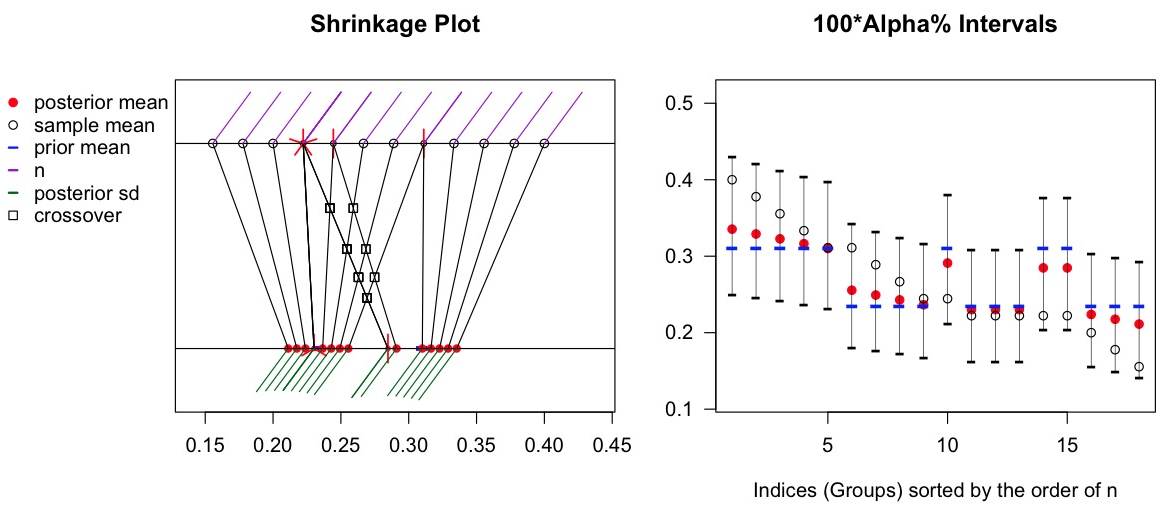 Shrinkage Plot
posterior mean
sample mean
prior mean
n
posterior sd
crossover
0.15 0.20 0.25 0.30 0.35 0.40 0.45
100*Alpha% Intervals
0.5
0.4
0.3
0.2
0.1
5 10 15
Indices (Groups) sorted by the order of n